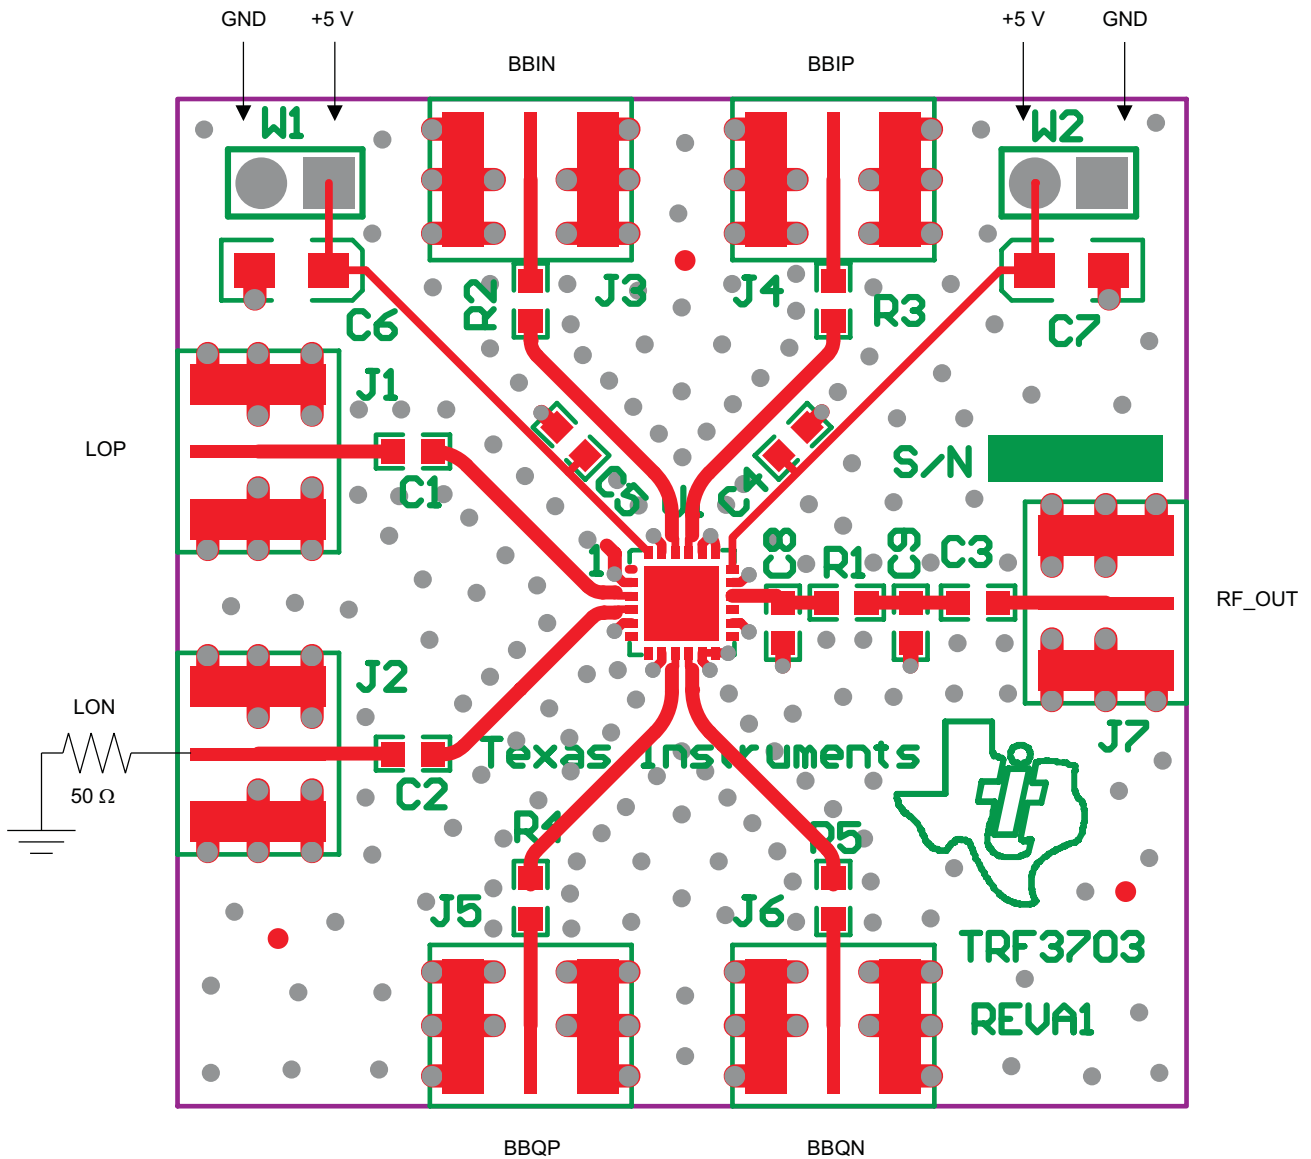 GND +5 V +5 V GND
BBIN BBIP
W1 W2
R2 J3 J4 R3
C6 C7
J1
LOP
S/N
C1 C5 C4
1 C8 R1 C9 C3
RF_OUT
J2
LON
J7
Texas Instruments
50 Ω
C2
R4 R5
J5 J6
TRF3703
REVA1
BBQP BBQN